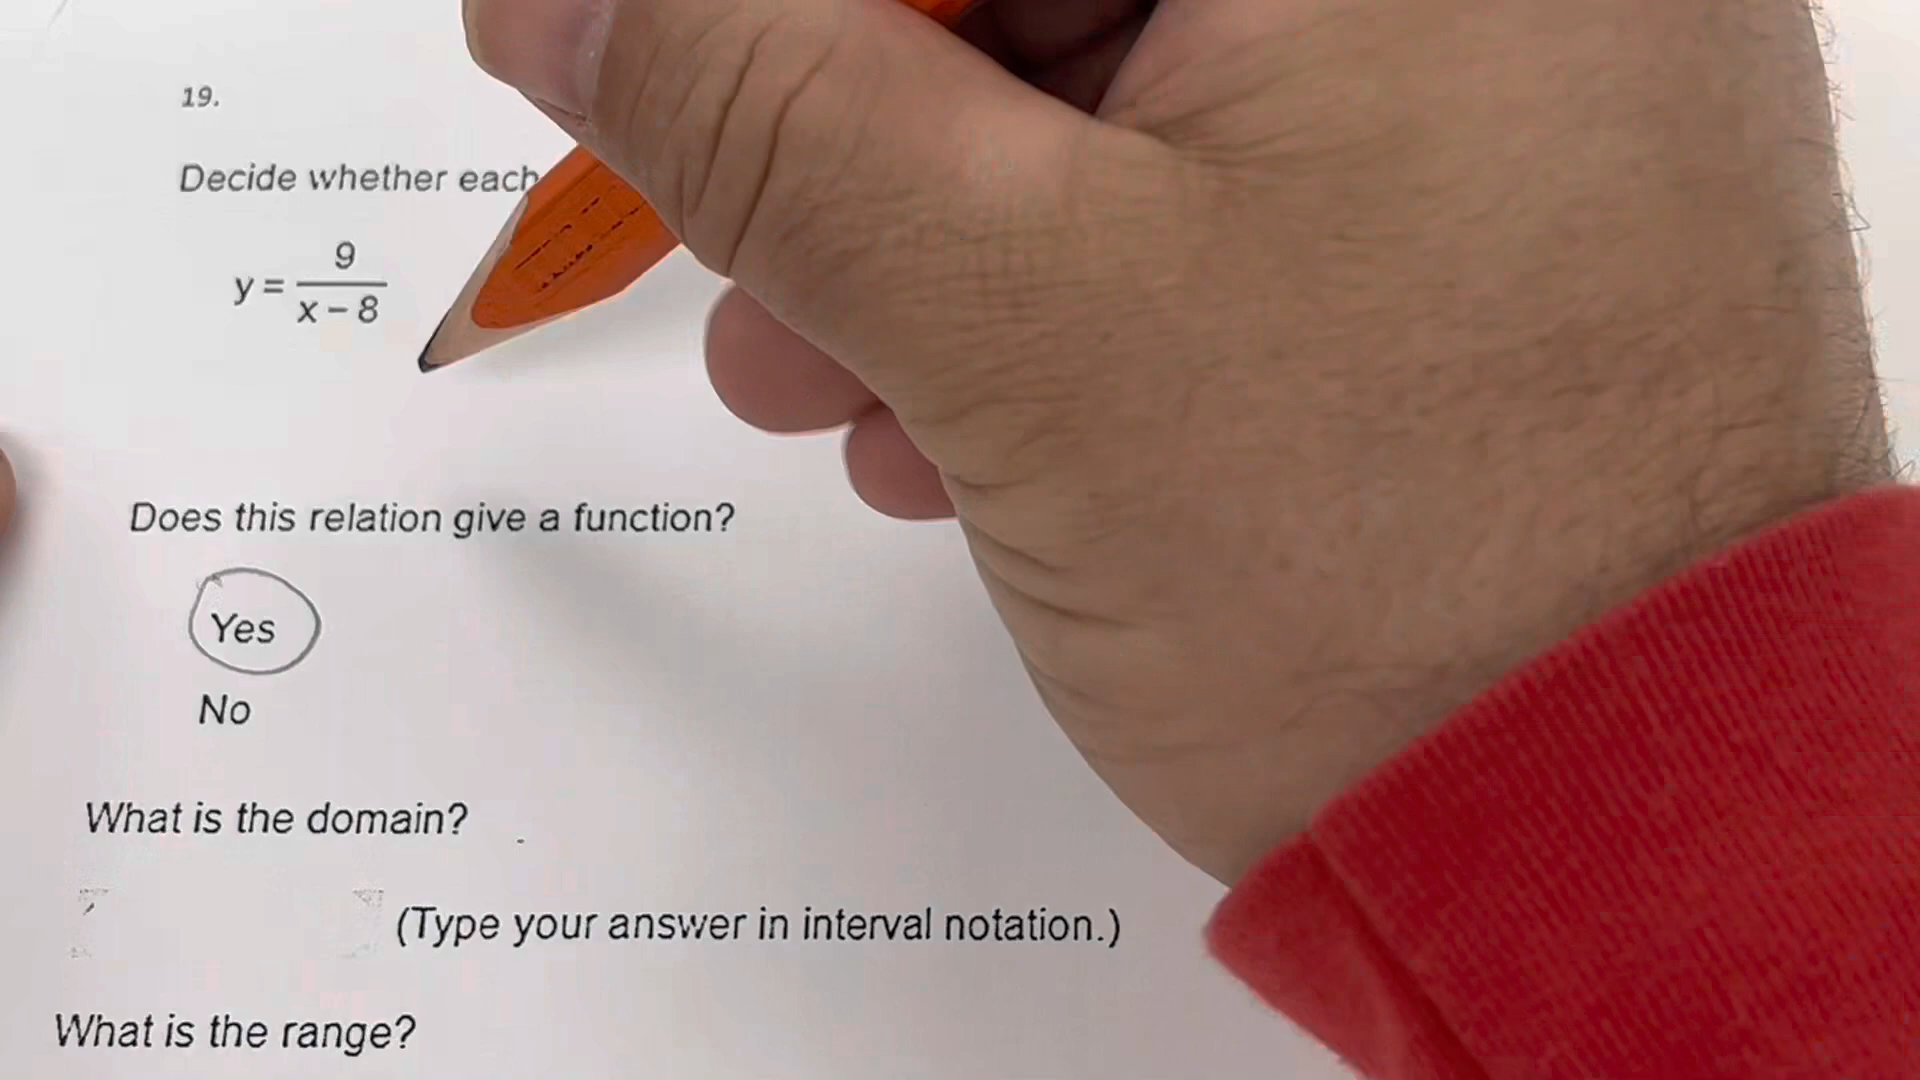 19.
Decide whether each
y = 9
x − 8
Does this relation give a function?
Yes
No
What is the domain?
(Type your answer in interval notation.)
What is the range?